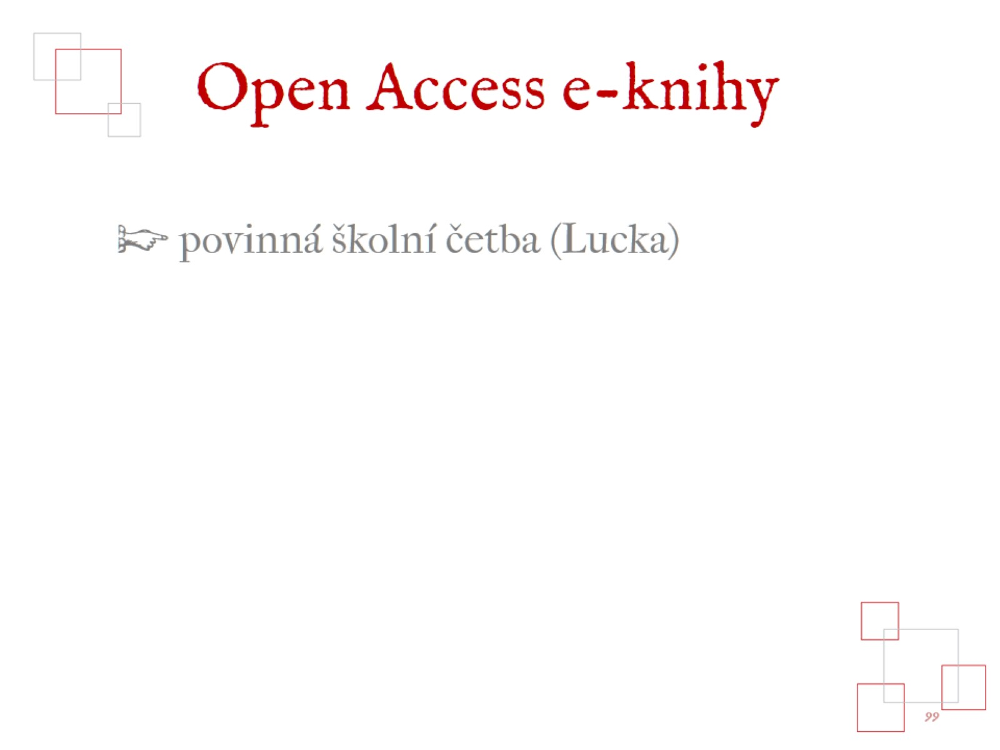 Open Access e-knihy
☞ povinná školní četba (Lucka)
99